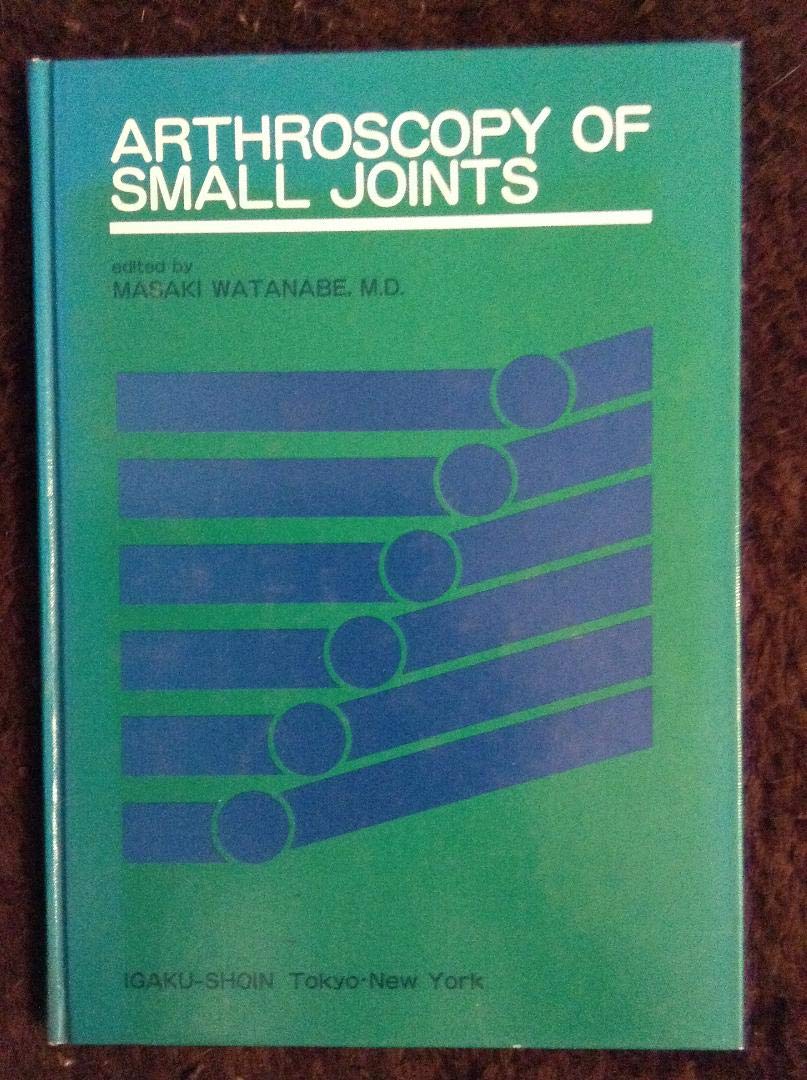 ARTHROSCOPY OF
SMALL JOINTS
edited by
MASAKI WATANABE, M.D.
IGAKU-SHOIN Tokyo·New York